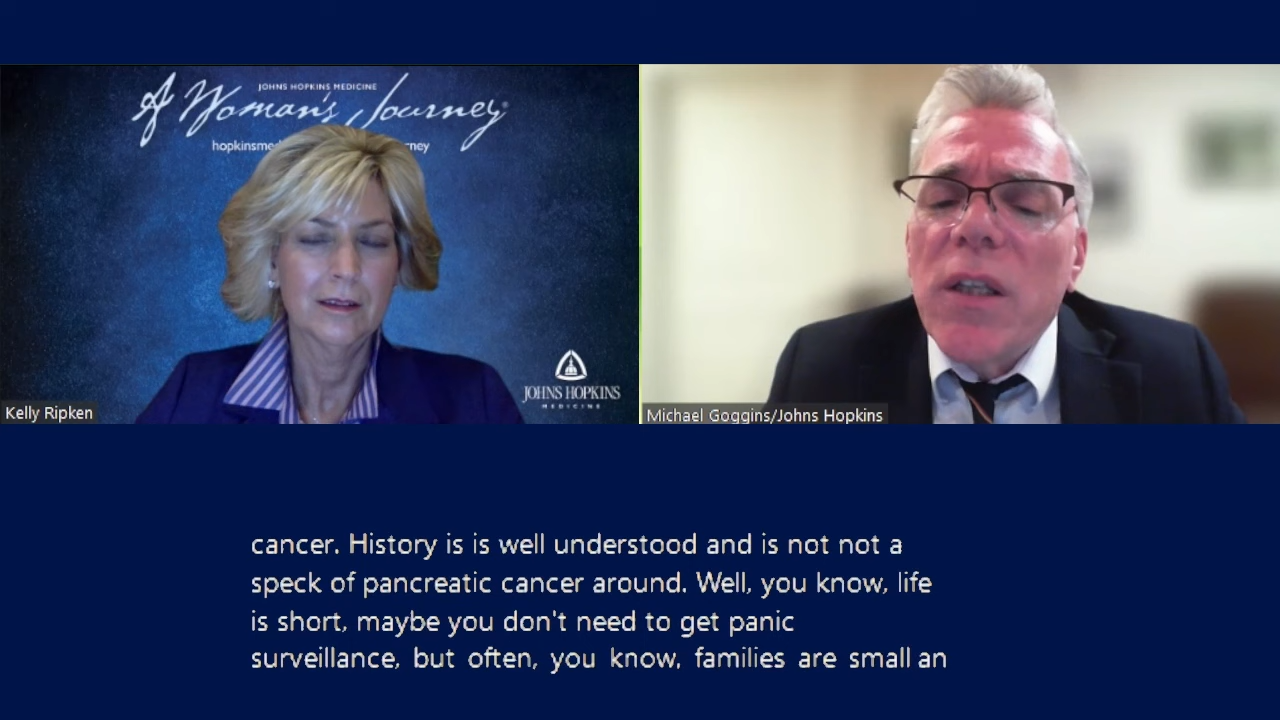 JOHNS HOPKINS MEDICINE
A Woman's Journey®
hopkinsmed rney
JOHNS HOPKINS
MEDICINE
Kelly Ripken
Michael Goggins/Johns Hopkins
cancer. History is is well understood and is not not a
speck of pancreatic cancer around. Well, you know, life
is short, maybe you don't need to get panic
surveillance, but often, you know, families are small an